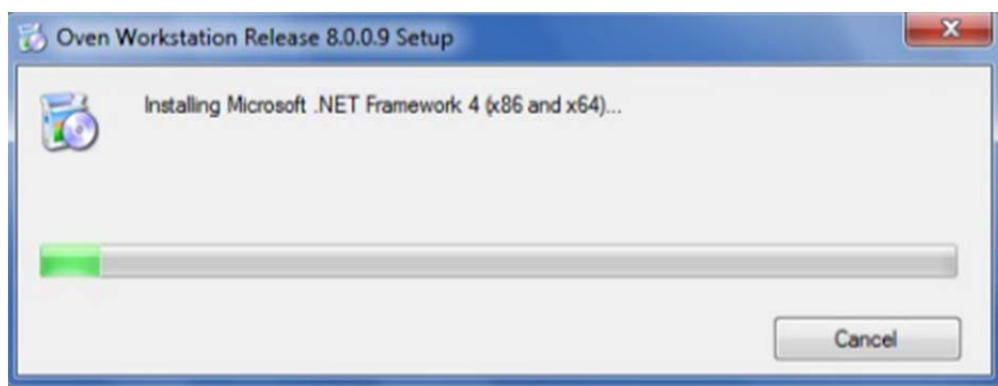 Oven Workstation Release 8.0.0.9 Setup
Installing Microsoft .NET Framework 4 (x86 and x64)...
Cancel